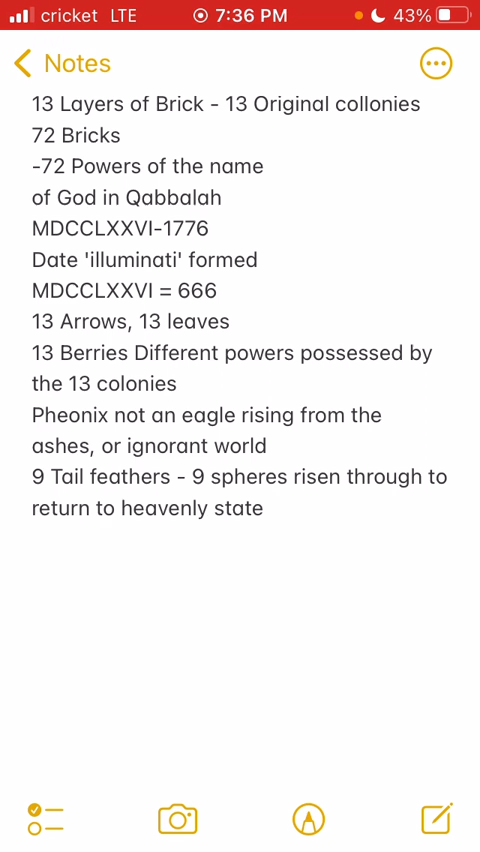 cricket LTE 7:36 PM 43%
Notes
13 Layers of Brick - 13 Original collonies
72 Bricks
-72 Powers of the name
of God in Qabbalah
MDCCLXXVI-1776
Date 'illuminati' formed
MDCCLXXVI = 666
13 Arrows, 13 leaves
13 Berries Different powers possessed by
the 13 colonies
Pheonix not an eagle rising from the
ashes, or ignorant world
9 Tail feathers - 9 spheres risen through to
return to heavenly state